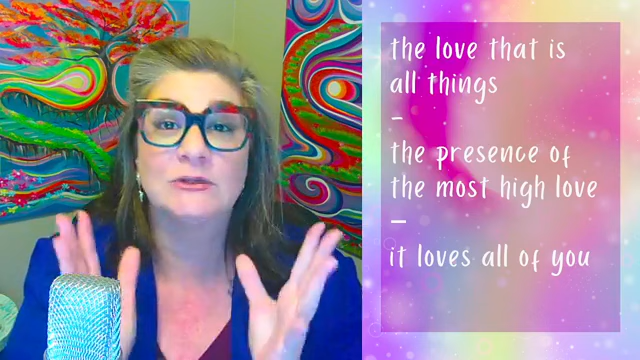 the love that is
all things
-
the presence of
the most high love
-
it loves all of you